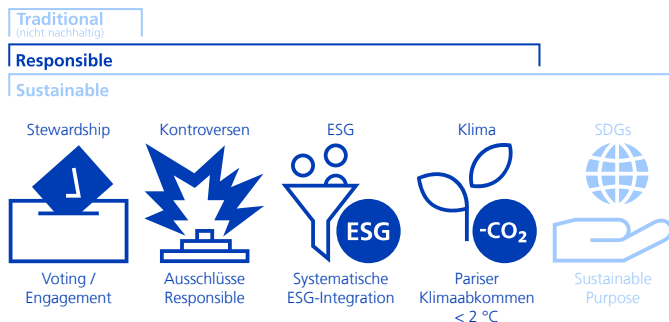 Traditional
(nicht nachhaltig)
Responsible
Sustainable
Stewardship
Kontroversen
ESG
Klima
SDGs
ESG
-CO₂
Voting /
Engagement
Ausschlüsse
Responsible
Systematische
ESG-Integration
Pariser
Klimaabkommen
< 2 °C
Sustainable
Purpose